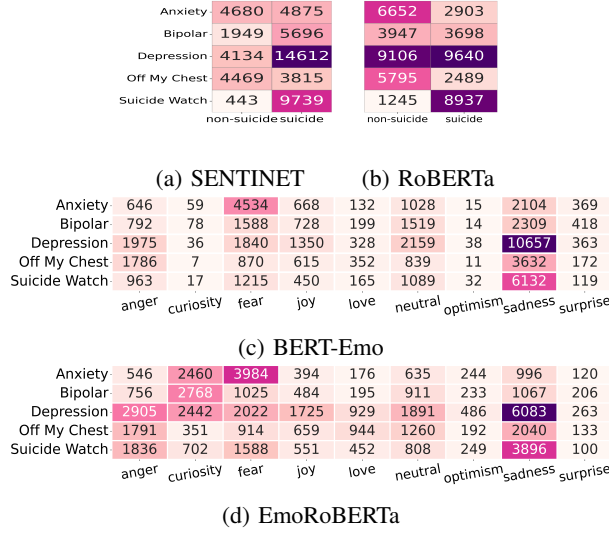 Anxiety 4680 4875 6652 2903
Bipolar 1949 5696 3947 3698
Depression 4134 14612 9106 9640
Off My Chest 4469 3815 5795 2489
Suicide Watch 443 9739 1245 8937
non-suicide suicide non-suicide suicide
(a) SENTINET (b) RoBERTa
Anxiety 646 59 4534 668 132 1028 15 2104 369
Bipolar 792 78 1588 728 199 1519 14 2309 418
Depression 1975 36 1840 1350 328 2159 38 10657 363
Off My Chest 1786 7 870 615 352 839 11 3632 172
Suicide Watch 963 17 1215 450 165 1089 32 6132 119
anger curiosity fear joy love neutral optimism sadness surprise
(c) BERT-Emo
Anxiety 546 2460 3984 394 176 635 244 996 120
Bipolar 756 2768 1025 484 195 911 233 1067 206
Depression 2905 2442 2022 1725 929 1891 486 6083 263
Off My Chest 1791 351 914 659 944 1260 192 2040 133
Suicide Watch 1836 702 1588 551 452 808 249 3896 100
anger curiosity fear joy love neutral optimism sadness surprise
(d) EmoRoBERTa